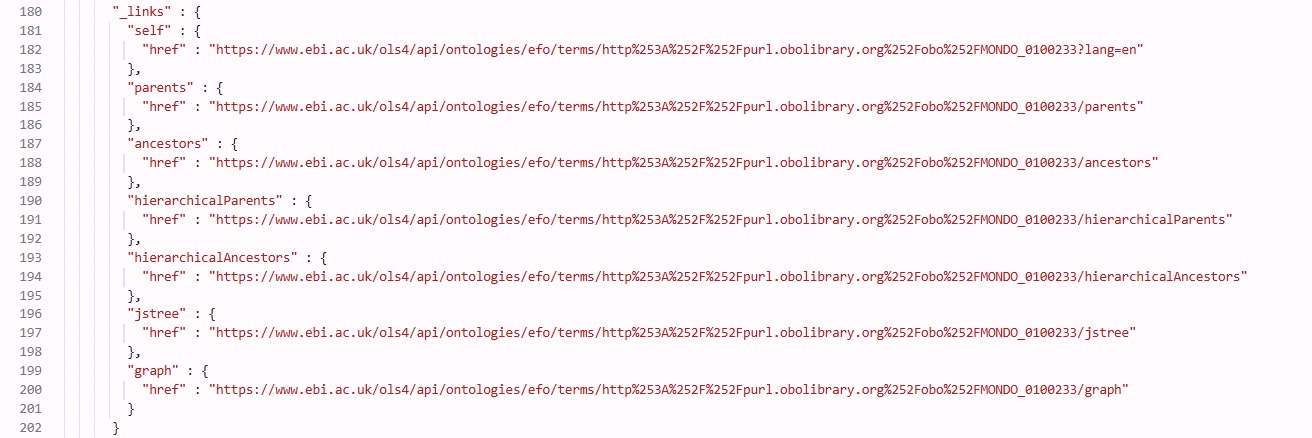 180 "_links" : {
181 "self" : {
182 "href" : "https://www.ebi.ac.uk/ols4/api/ontologies/efo/terms/http%253A%252F%252Fpurl.obolibrary.org%252Fobo%252FMONDO_0100233?lang=en"
183 },
184 "parents" : {
185 "href" : "https://www.ebi.ac.uk/ols4/api/ontologies/efo/terms/http%253A%252F%252Fpurl.obolibrary.org%252Fobo%252FMONDO_0100233/parents"
186 },
187 "ancestors" : {
188 "href" : "https://www.ebi.ac.uk/ols4/api/ontologies/efo/terms/http%253A%252F%252Fpurl.obolibrary.org%252Fobo%252FMONDO_0100233/ancestors"
189 },
190 "hierarchicalParents" : {
191 "href" : "https://www.ebi.ac.uk/ols4/api/ontologies/efo/terms/http%253A%252F%252Fpurl.obolibrary.org%252Fobo%252FMONDO_0100233/hierarchicalParents"
192 },
193 "hierarchicalAncestors" : {
194 "href" : "https://www.ebi.ac.uk/ols4/api/ontologies/efo/terms/http%253A%252F%252Fpurl.obolibrary.org%252Fobo%252FMONDO_0100233/hierarchicalAncestors"
195 },
196 "jstree" : {
197 "href" : "https://www.ebi.ac.uk/ols4/api/ontologies/efo/terms/http%253A%252F%252Fpurl.obolibrary.org%252Fobo%252FMONDO_0100233/jstree"
198 },
199 "graph" : {
200 "href" : "https://www.ebi.ac.uk/ols4/api/ontologies/efo/terms/http%253A%252F%252Fpurl.obolibrary.org%252Fobo%252FMONDO_0100233/graph"
201 }
202 }